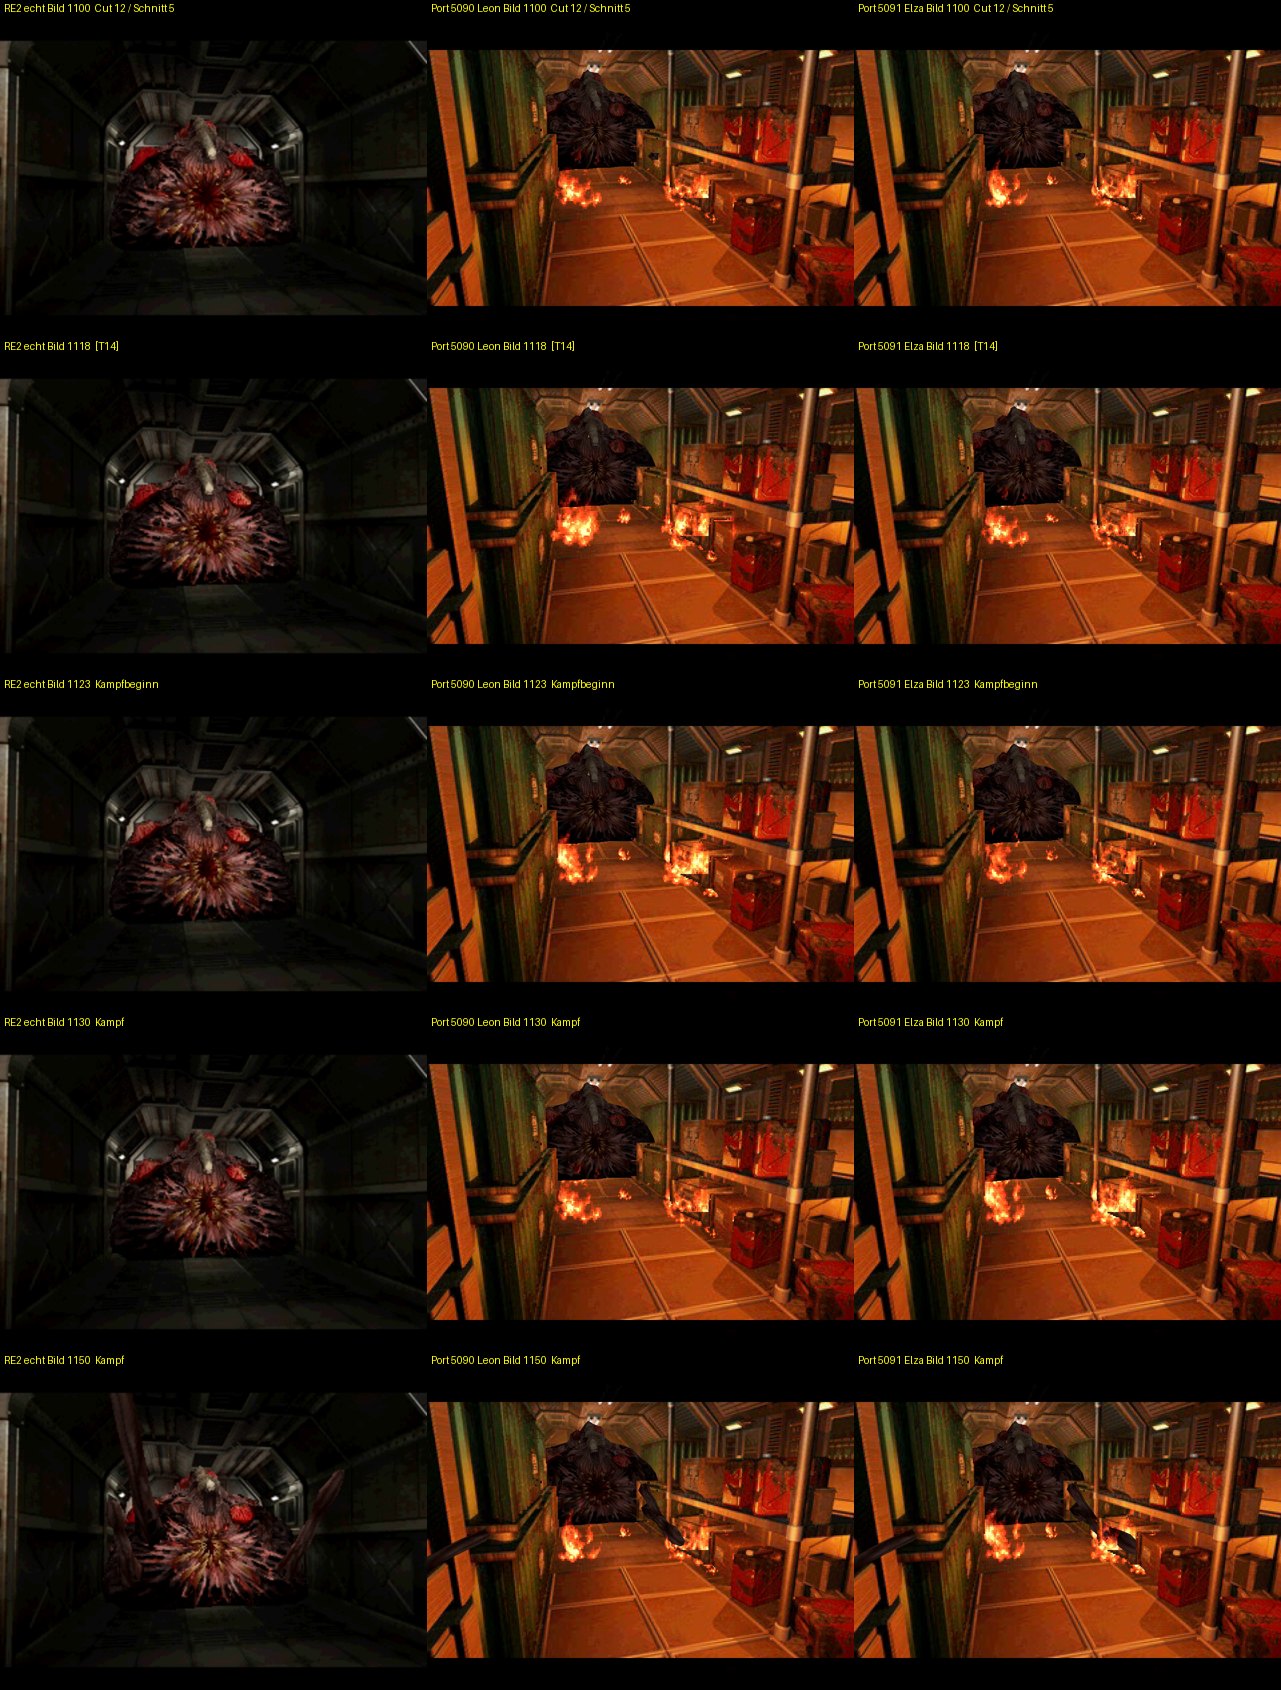 RE2 echt Bild 1100 Cut 12 / Schnitt 5
Port 5090 Leon Bild 1100 Cut 12 / Schnitt 5
Port 5091 Elza Bild 1100 Cut 12 / Schnitt 5
RE2 echt Bild 1118 [T14]
Port 5090 Leon Bild 1118 [T14]
Port 5091 Elza Bild 1118 [T14]
RE2 echt Bild 1123 Kampfbeginn
Port 5090 Leon Bild 1123 Kampfbeginn
Port 5091 Elza Bild 1123 Kampfbeginn
RE2 echt Bild 1130 Kampf
Port 5090 Leon Bild 1130 Kampf
Port 5091 Elza Bild 1130 Kampf
RE2 echt Bild 1150 Kampf
Port 5090 Leon Bild 1150 Kampf
Port 5091 Elza Bild 1150 Kampf